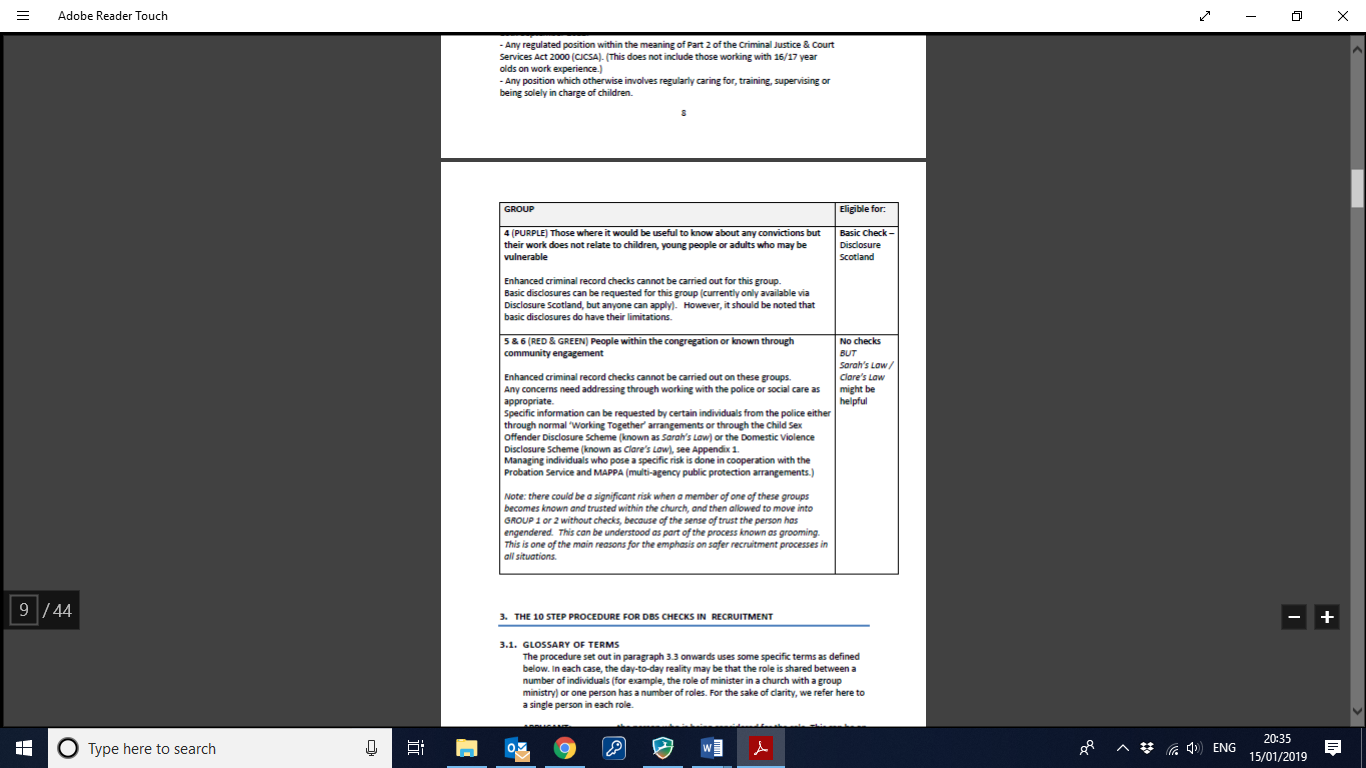 Adobe Reader Touch
- Any regulated position within the meaning of Part 2 of the Criminal Justice & Court
Services Act 2000 (CJCSA). (This does not include those working with 16/17 year
olds on work experience.)
- Any position which otherwise involves regularly caring for, training, supervising or
being solely in charge of children.
8
GROUP
Eligible for:
4 (PURPLE) Those where it would be useful to know about any convictions but
their work does not relate to children, young people or adults who may be
vulnerable
Enhanced criminal record checks cannot be carried out for this group.
Basic disclosures can be requested for this group (currently only available via
Disclosure Scotland, but anyone can apply). However, it should be noted that
basic disclosures do have their limitations.
Basic Check –
Disclosure
Scotland
5 & 6 (RED & GREEN) People within the congregation or known through
community engagement
Enhanced criminal record checks cannot be carried out on these groups.
Any concerns need addressing through working with the police or social care as
appropriate.
Specific information can be requested by certain individuals from the police either
through normal 'Working Together' arrangements or through the Child Sex
Offender Disclosure Scheme (known as Sarah's Law) or the Domestic Violence
Disclosure Scheme (known as Clare's Law), see Appendix 1.
Managing individuals who pose a specific risk is done in cooperation with the
Probation Service and MAPPA (multi-agency public protection arrangements.)
Note: there could be a significant risk when a member of one of these groups
becomes known and trusted within the church, and then allowed to move into
GROUP 1 or 2 without checks, because of the sense of trust the person has
engendered. This can be understood as part of the process known as grooming.
This is one of the main reasons for the emphasis on safer recruitment processes in
all situations.
No checks
BUT
Sarah's Law /
Clare's Law
might be
helpful
3. THE 10 STEP PROCEDURE FOR DBS CHECKS IN RECRUITMENT
3.1. GLOSSARY OF TERMS
The procedure set out in paragraph 3.3 onwards uses some specific terms as defined
below. In each case, the day-to-day reality may be that the role is shared between a
number of individuals (for example, the role of minister in a church with a group
ministry) or one person has a number of roles. For the sake of clarity, we refer here to
a single person in each role.
9 / 44
Type here to search
ENG
20:35
15/01/2019